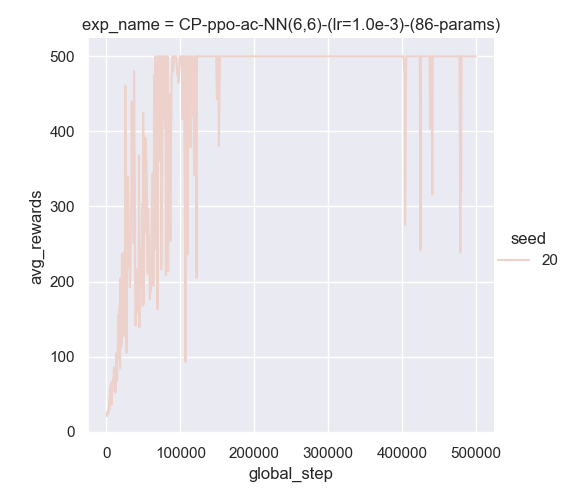 exp_name = CP-ppo-ac-NN(6,6)-(lr=1.0e-3)-(86-params)
500
400
300
200
100
0
avg_rewards
0 100000 200000 300000 400000 500000
global_step
seed
20